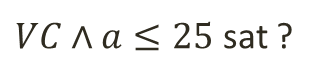 VC ∧ a ≤ 25 sat ?